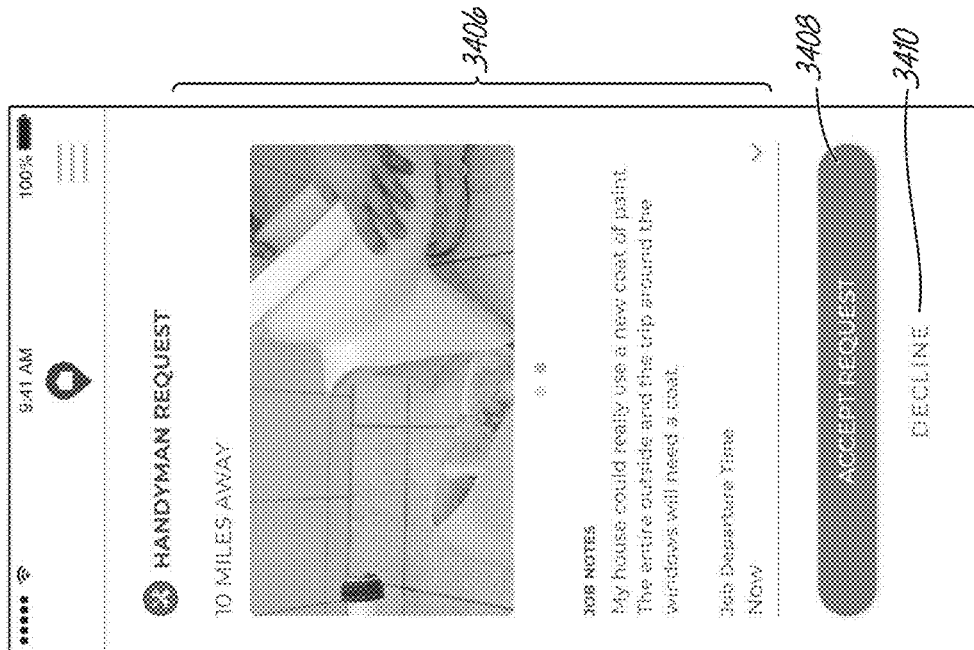 9:41 AM
100%
HANDYMAN REQUEST
10 MILES AWAY
JOB NOTES
My house could really use a new coat of paint.
The entire outside and the trip around the
windows will need a coat.
Job Departure Time
Now
ACCEPT REQUEST
DECLINE
3406
3408
3410